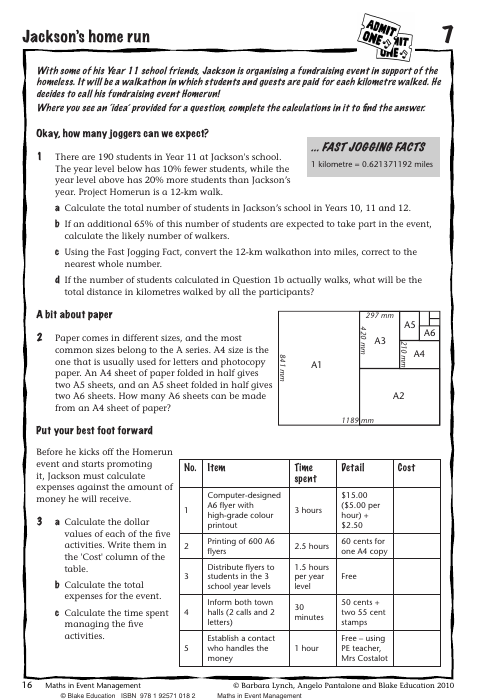 Jackson's home run
ADMIT
ONE
MIT
ONE
7
With some of his Year 11 school friends, Jackson is organising a fundraising event in support of the
homeless. It will be a walkathon in which students and guests are paid for each kilometre walked. He
decides to call his fundraising event Homerun!
Where you see an 'idea' provided for a question, complete the calculations in it to find the answer.
Okay, how many joggers can we expect?
... FAST JOGGING FACTS
1 kilometre = 0.621371192 miles
1 There are 190 students in Year 11 at Jackson's school.
The year level below has 10% fewer students, while the
year level above has 20% more students than Jackson's
year. Project Homerun is a 12-km walk.
a Calculate the total number of students in Jackson's school in Years 10, 11 and 12.
b If an additional 65% of this number of students are expected to take part in the event,
calculate the likely number of walkers.
c Using the Fast Jogging Fact, convert the 12-km walkathon into miles, correct to the
nearest whole number.
d If the number of students calculated in Question 1b actually walks, what will be the
total distance in kilometres walked by all the participants?
A bit about paper
2 Paper comes in different sizes, and the most
common sizes belong to the A series. A4 size is the
one that is usually used for letters and photocopy
paper. An A4 sheet of paper folded in half gives
two A5 sheets, and an A5 sheet folded in half gives
two A6 sheets. How many A6 sheets can be made
from an A4 sheet of paper?
297 mm
A5
A6
420 mm
A3
210 mm
A4
841 mm
A1
A2
1189 mm
Put your best foot forward
Before he kicks off the Homerun
event and starts promoting
it, Jackson must calculate
expenses against the amount of
money he will receive.
3 a Calculate the dollar
values of each of the five
activities. Write them in
the 'Cost' column of the
table.
b Calculate the total
expenses for the event.
c Calculate the time spent
managing the five
activities.
No. Item Time spent Detail Cost
1 Computer-designed A6 flyer with high-grade colour printout 3 hours $15.00 ($5.00 per hour) + $2.50
2 Printing of 600 A6 flyers 2.5 hours 60 cents for one A4 copy
3 Distribute flyers to students in the 3 school year levels 1.5 hours per year level Free
4 Inform both town halls (2 calls and 2 letters) 30 minutes 50 cents + two 55 cent stamps
5 Establish a contact who handles the money 1 hour Free – using PE teacher, Mrs Costalot
16 Maths in Event Management © Barbara Lynch, Angelo Pantalone and Blake Education 2010
© Blake Education ISBN 978 1 92571 018 2 Maths in Event Management